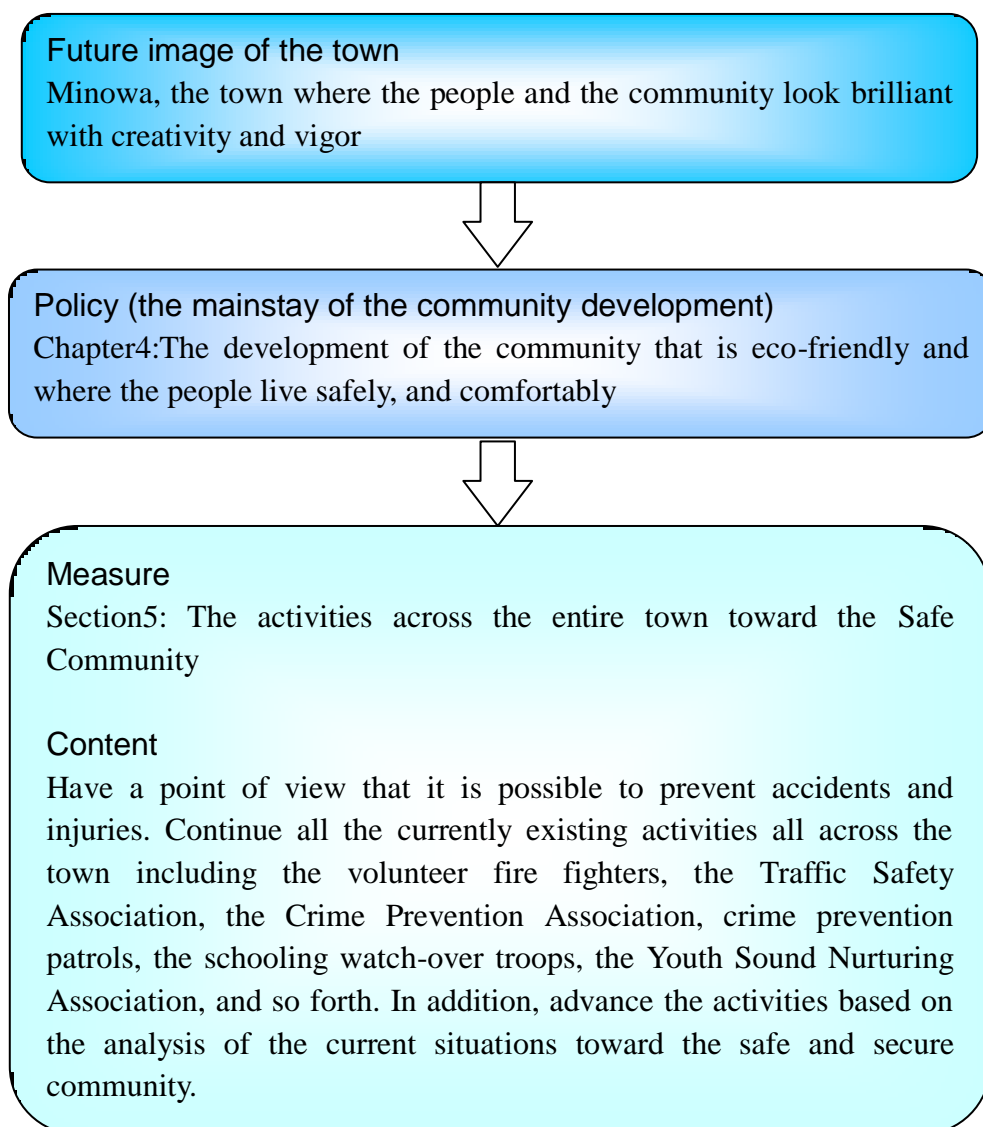 Future image of the town
Minowa, the town where the people and the community look brilliant
with creativity and vigor
Policy (the mainstay of the community development)
Chapter4:The development of the community that is eco-friendly and
where the people live safely, and comfortably
Measure
Section5: The activities across the entire town toward the Safe
Community
Content
Have a point of view that it is possible to prevent accidents and
injuries. Continue all the currently existing activities all across the
town including the volunteer fire fighters, the Traffic Safety
Association, the Crime Prevention Association, crime prevention
patrols, the schooling watch-over troops, the Youth Sound Nurturing
Association, and so forth. In addition, advance the activities based on
the analysis of the current situations toward the safe and secure
community.